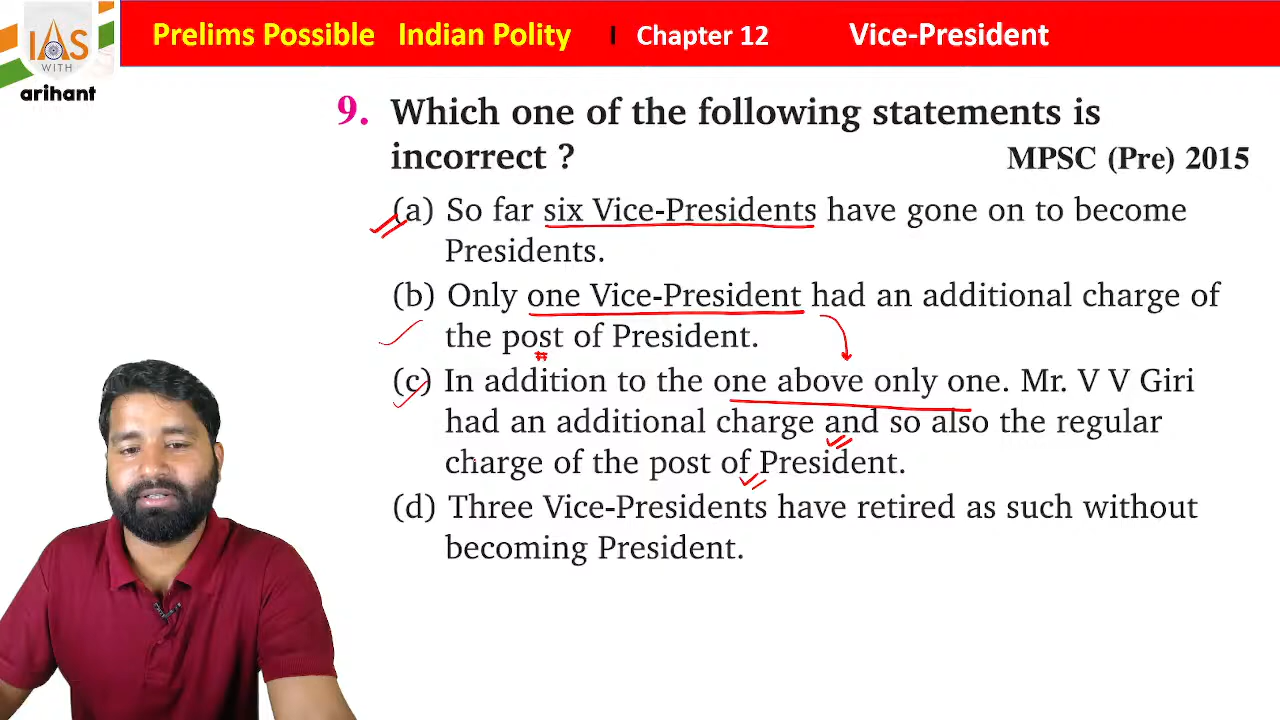 IAS
WITH
arihant
Prelims Possible Indian Polity | Chapter 12 Vice-President
9. Which one of the following statements is
incorrect ? MPSC (Pre) 2015
(a) So far six Vice-Presidents have gone on to become
Presidents.
(b) Only one Vice-President had an additional charge of
the post of President.
(c) In addition to the one above only one. Mr. V V Giri
had an additional charge and so also the regular
charge of the post of President.
(d) Three Vice-Presidents have retired as such without
becoming President.